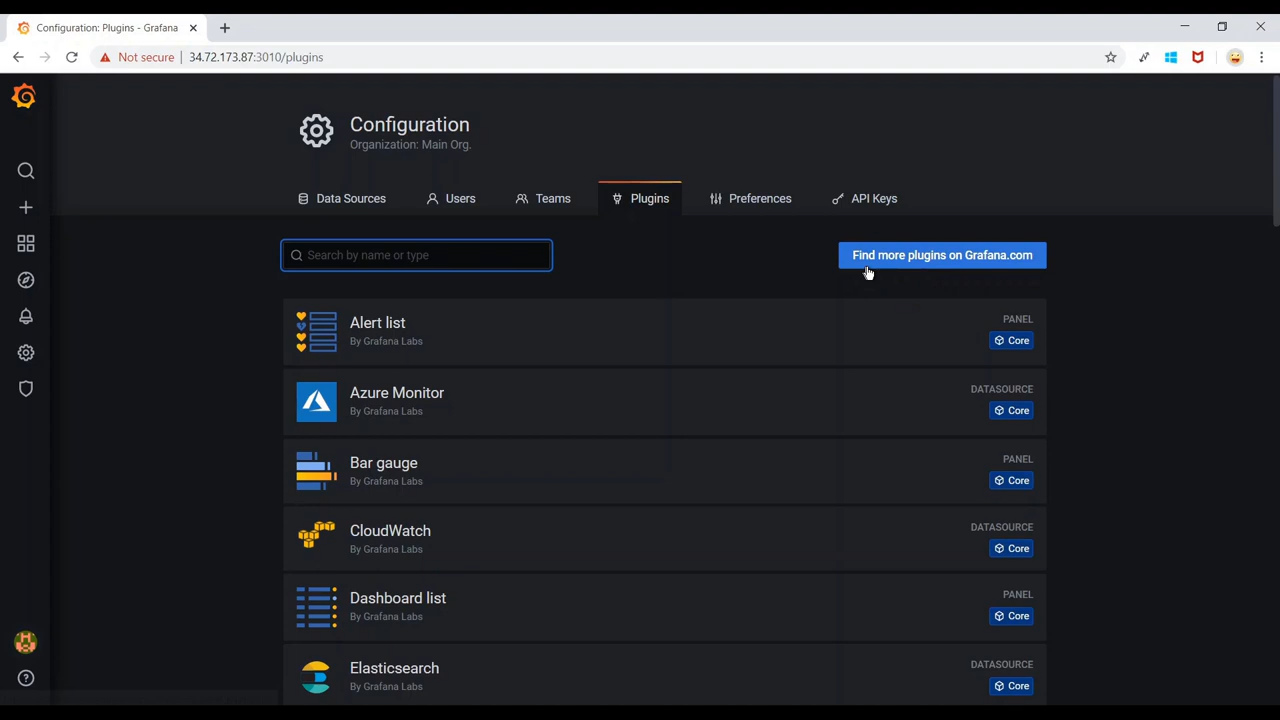 Configuration: Plugins - Grafana
Not secure
34.72.173.87:3010/plugins
Configuration
Organization: Main Org.
Data Sources
Users
Teams
Plugins
Preferences
API Keys
Search by name or type
Find more plugins on Grafana.com
Alert list
By Grafana Labs
PANEL
Core
Azure Monitor
By Grafana Labs
DATASOURCE
Core
Bar gauge
By Grafana Labs
PANEL
Core
CloudWatch
By Grafana Labs
DATASOURCE
Core
Dashboard list
By Grafana Labs
PANEL
Core
Elasticsearch
By Grafana Labs
DATASOURCE
Core